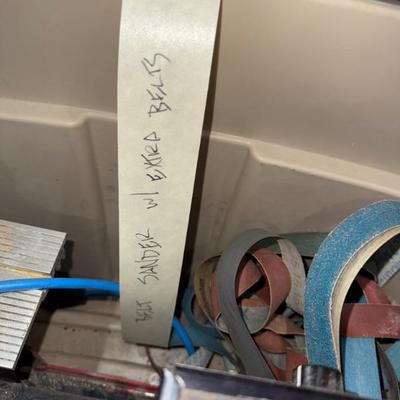 BELT SANDER w/ EXTRA BELTS